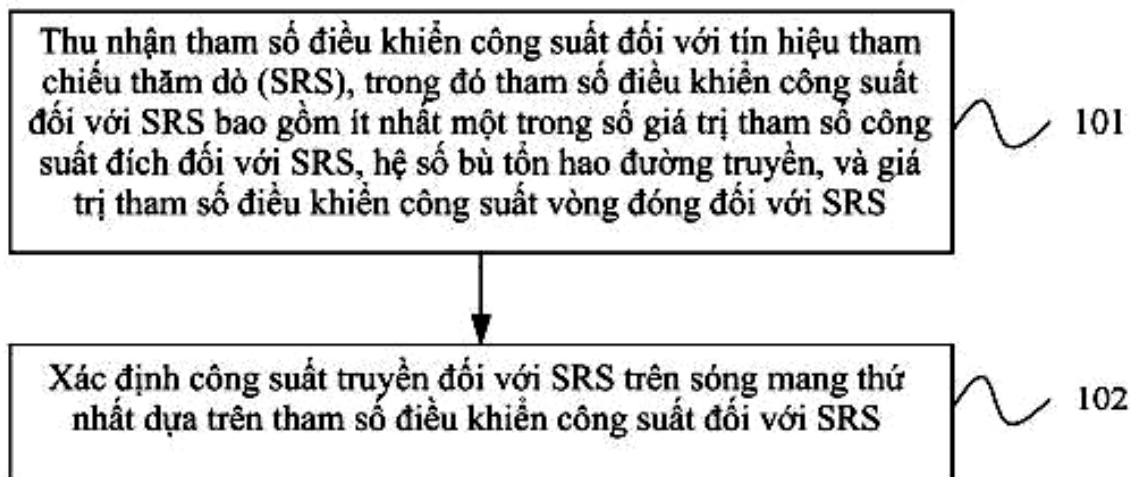 Thu nhận tham số điều khiển công suất đối với tín hiệu tham
chiếu thăm dò (SRS), trong đó tham số điều khiển công suất
đối với SRS bao gồm ít nhất một trong số giá trị tham số công
suất đích đối với SRS, hệ số bù tổn hao đường truyền, và giá
trị tham số điều khiển công suất vòng đóng đối với SRS
101
Xác định công suất truyền đối với SRS trên sóng mang thứ
nhất dựa trên tham số điều khiển công suất đối với SRS
102